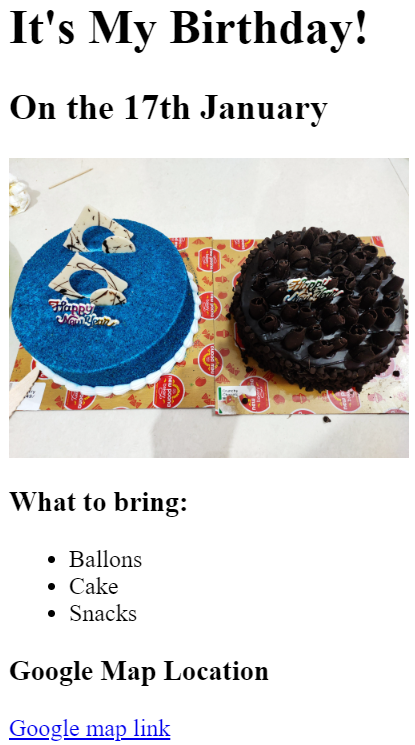 It's My Birthday!
On the 17th January
Happy
New Year
Happy
New Year
What to bring:
Ballons
Cake
Snacks
Google Map Location
Google map link